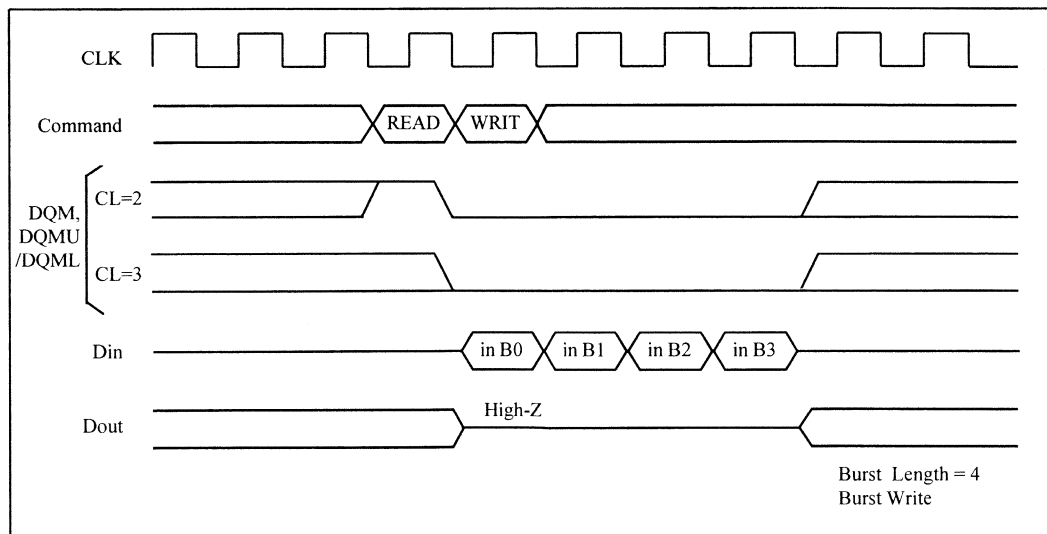 CLK
Command
READ
WRIT
DQM,
DQMU
/DQML
CL=2
CL=3
Din
in B0
in B1
in B2
in B3
Dout
High-Z
Burst Length = 4
Burst Write